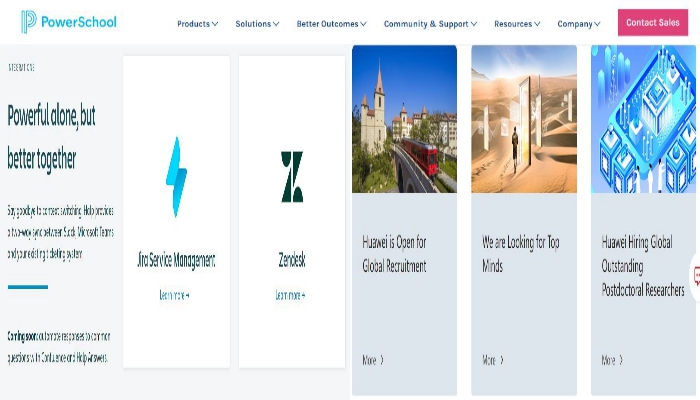 PowerSchool
Products
Solutions
Better Outcomes
Community & Support
Resources
Company
Contact Sales
INTEGRATIONS
Powerful alone, but
better together
Say goodbye to context switching. Help provides
a two-way sync between Slack, Microsoft Teams
and your existing ticketing system.
Coming soon: automate responses to common
questions with Confluence and Help Answers.
Jira Service Management
Learn more →
Zendesk
Learn more →
Huawei is Open for
Global Recruitment
More >
We are Looking for Top
Minds
More >
Huawei Hiring Global
Outstanding
Postdoctoral Researchers
More >